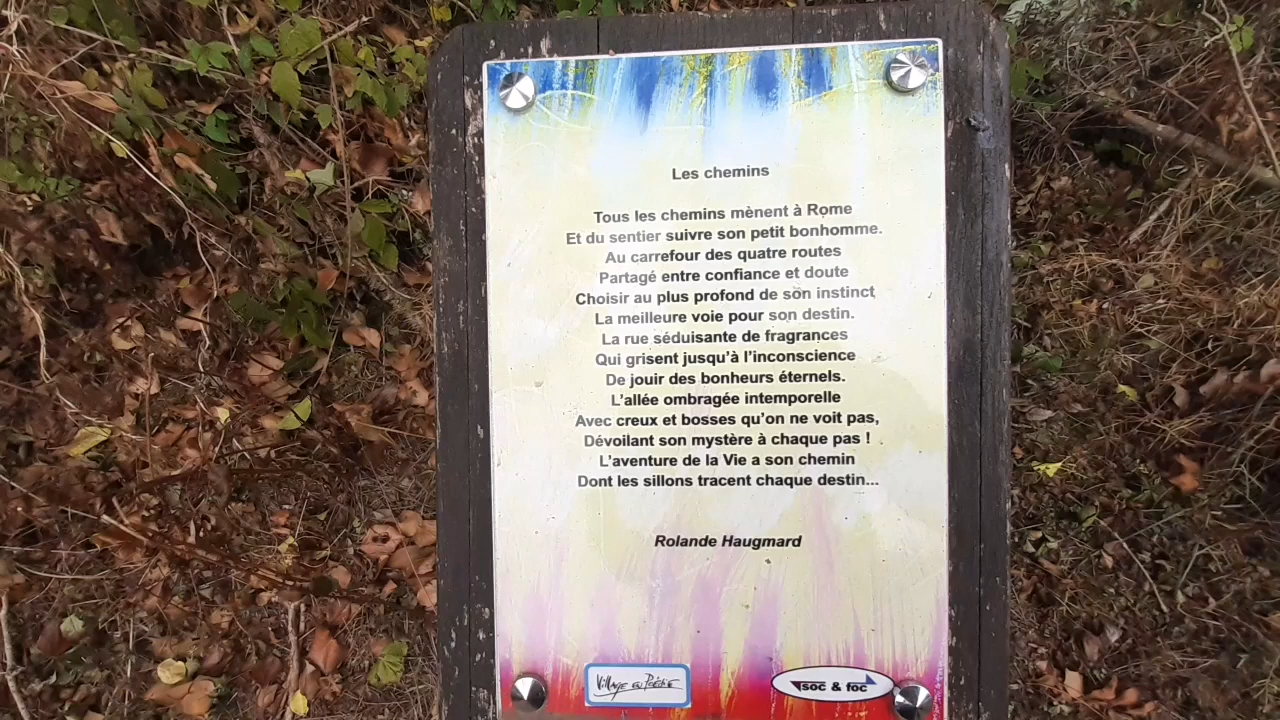 Les chemins
Tous les chemins mènent à Rome
Et du sentier suivre son petit bonhomme.
Au carrefour des quatre routes
Partagé entre confiance et doute
Choisir au plus profond de son instinct
La meilleure voie pour son destin.
La rue séduisante de fragrances
Qui grisent jusqu'à l'inconscience
De jouir des bonheurs éternels.
L'allée ombragée intemporelle
Avec creux et bosses qu'on ne voit pas,
Dévoilant son mystère à chaque pas !
L'aventure de la Vie a son chemin
Dont les sillons tracent chaque destin...
Rolande Haugmard
Village en Poésie
soc & foc